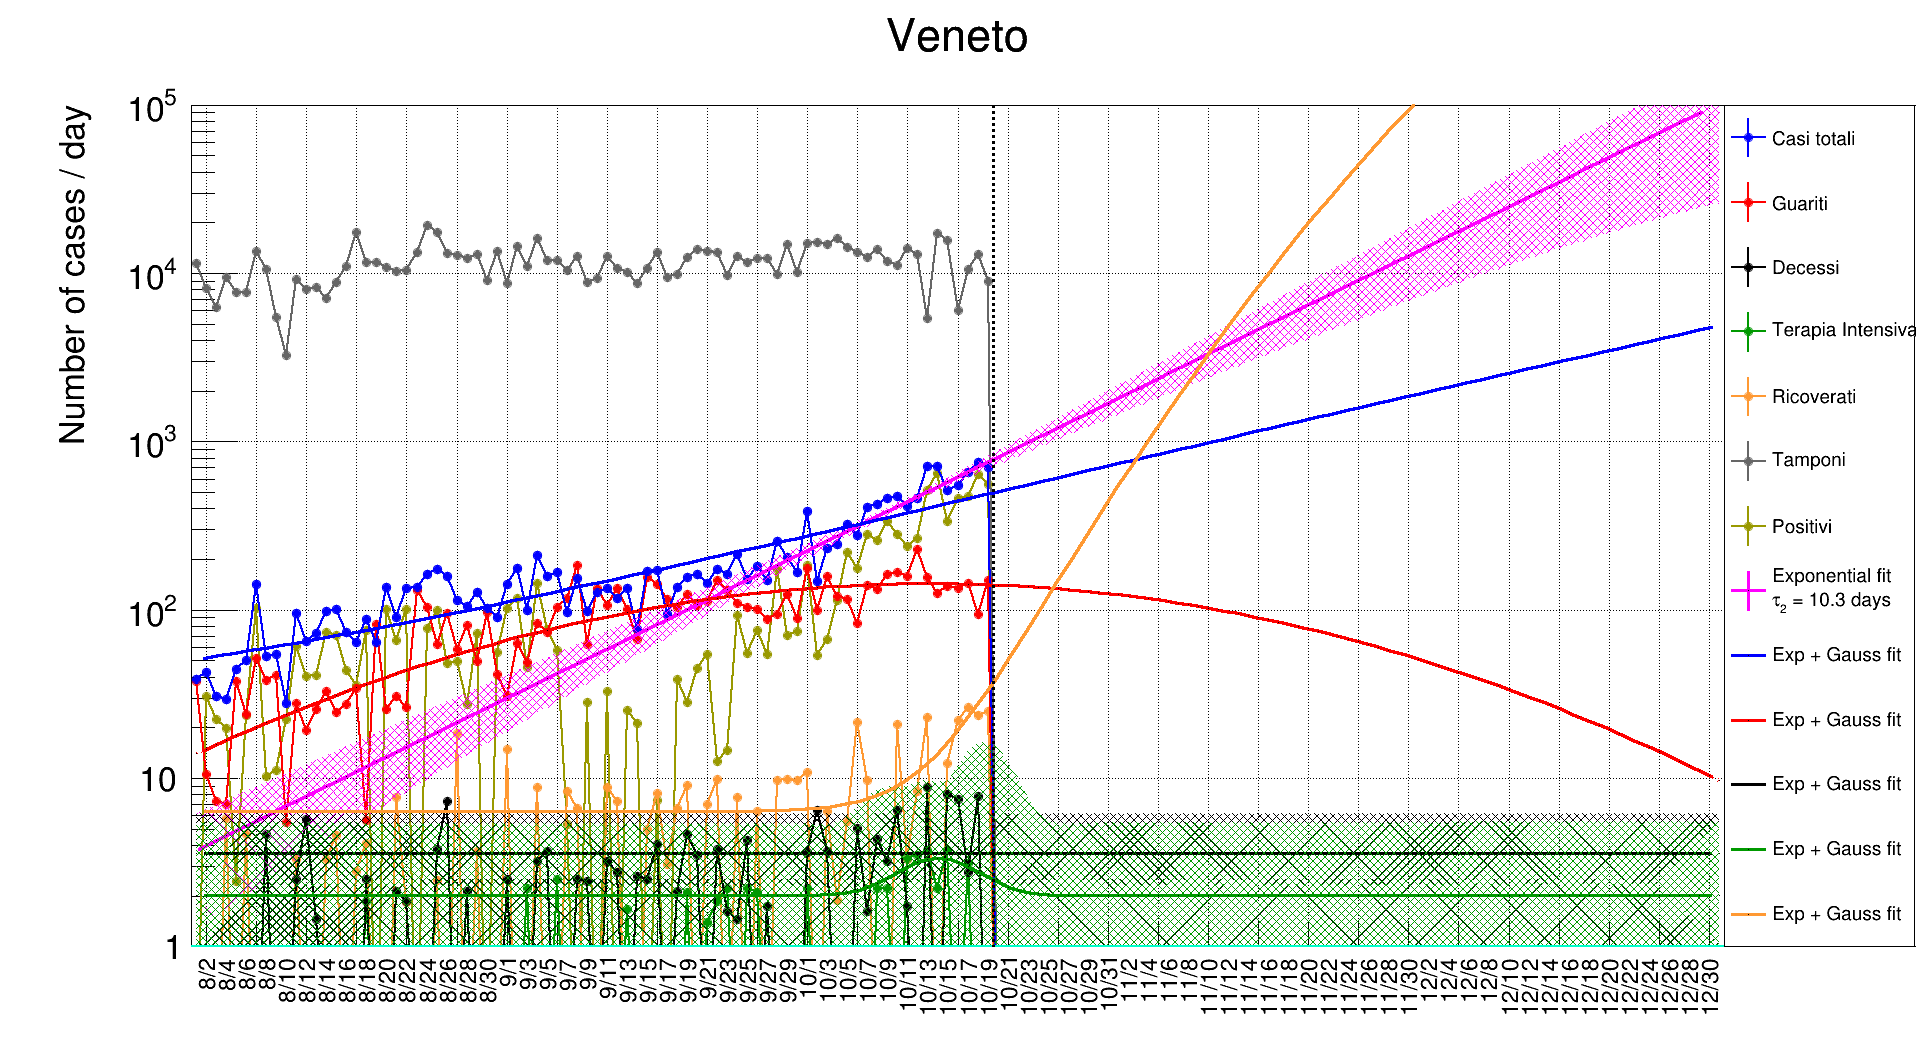 Veneto
Number of cases / day
10^5
10^4
10^3
10^2
10
1
8/2 8/4 8/6 8/8 8/10 8/12 8/14 8/16 8/18 8/20 8/22 8/24 8/26 8/28 8/30 9/1 9/3 9/5 9/7 9/9 9/11 9/13 9/15 9/17 9/19 9/21 9/23 9/25 9/27 9/29 10/1 10/3 10/5 10/7 10/9 10/11 10/13 10/15 10/17 10/19 10/21 10/23 10/25 10/27 10/29 10/31 11/2 11/4 11/6 11/8 11/10 11/12 11/14 11/16 11/18 11/20 11/22 11/24 11/26 11/28 11/30 12/2 12/4 12/6 12/8 12/10 12/12 12/14 12/16 12/18 12/20 12/22 12/24 12/26 12/28 12/30
Casi totali
Guariti
Decessi
Terapia Intensiva
Ricoverati
Tamponi
Positivi
Exponential fit
τ₂ = 10.3 days
Exp + Gauss fit
Exp + Gauss fit
Exp + Gauss fit
Exp + Gauss fit
Exp + Gauss fit